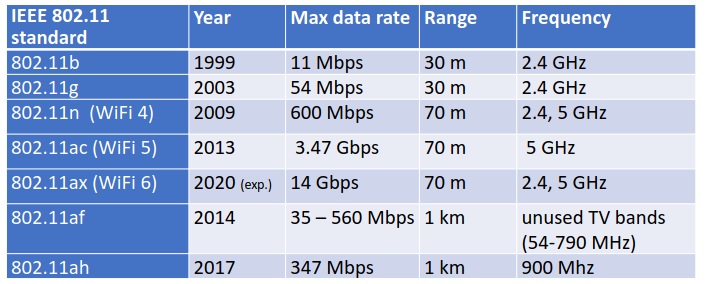 IEEE 802.11 standard Year Max data rate Range Frequency
802.11b 1999 11 Mbps 30 m 2.4 GHz
802.11g 2003 54 Mbps 30 m 2.4 GHz
802.11n (WiFi 4) 2009 600 Mbps 70 m 2.4, 5 GHz
802.11ac (WiFi 5) 2013 3.47 Gbps 70 m 5 GHz
802.11ax (WiFi 6) 2020 (exp.) 14 Gbps 70 m 2.4, 5 GHz
802.11af 2014 35 – 560 Mbps 1 km unused TV bands (54-790 MHz)
802.11ah 2017 347 Mbps 1 km 900 Mhz